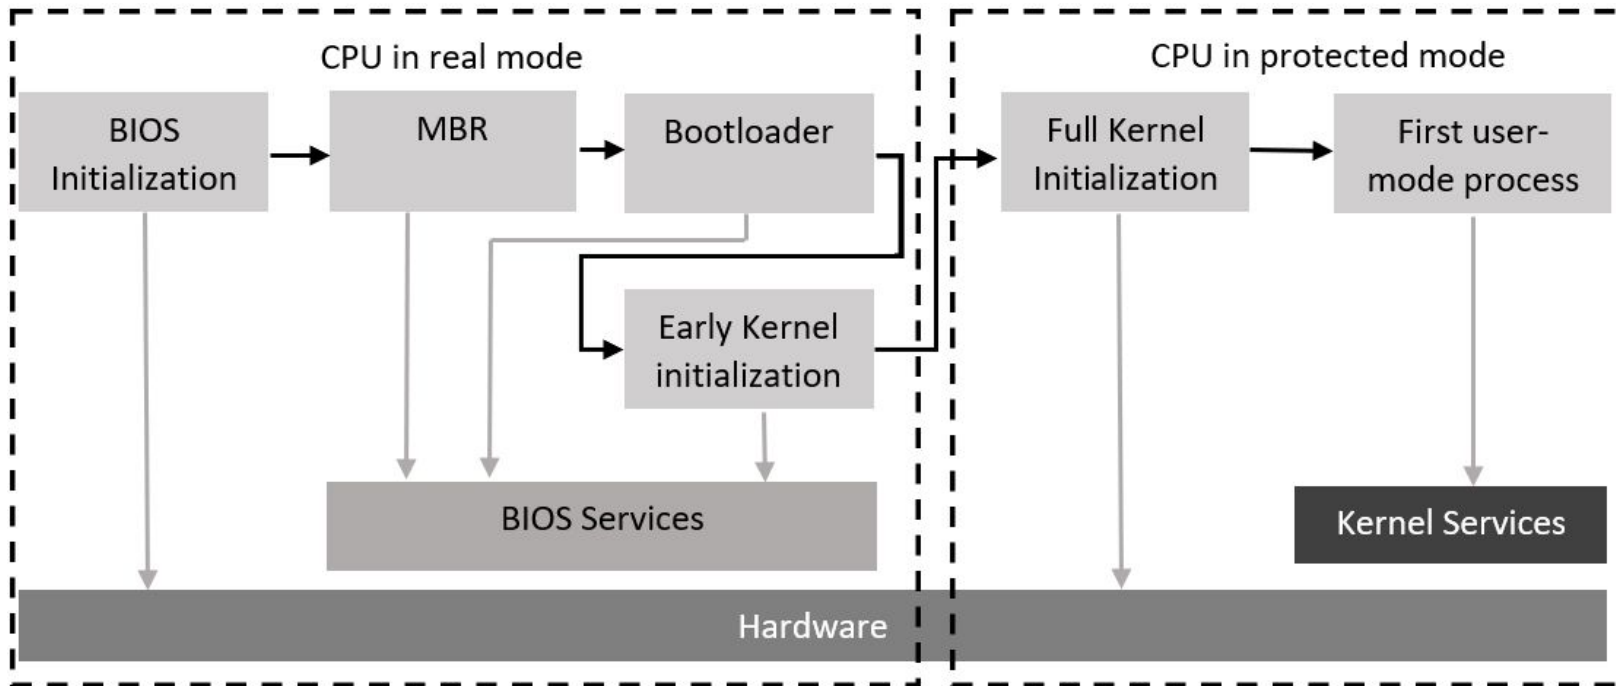 CPU in real mode
CPU in protected mode
BIOS
Initialization
MBR
Bootloader
Full Kernel
Initialization
First user-
mode process
Early Kernel
initialization
BIOS Services
Kernel Services
Hardware